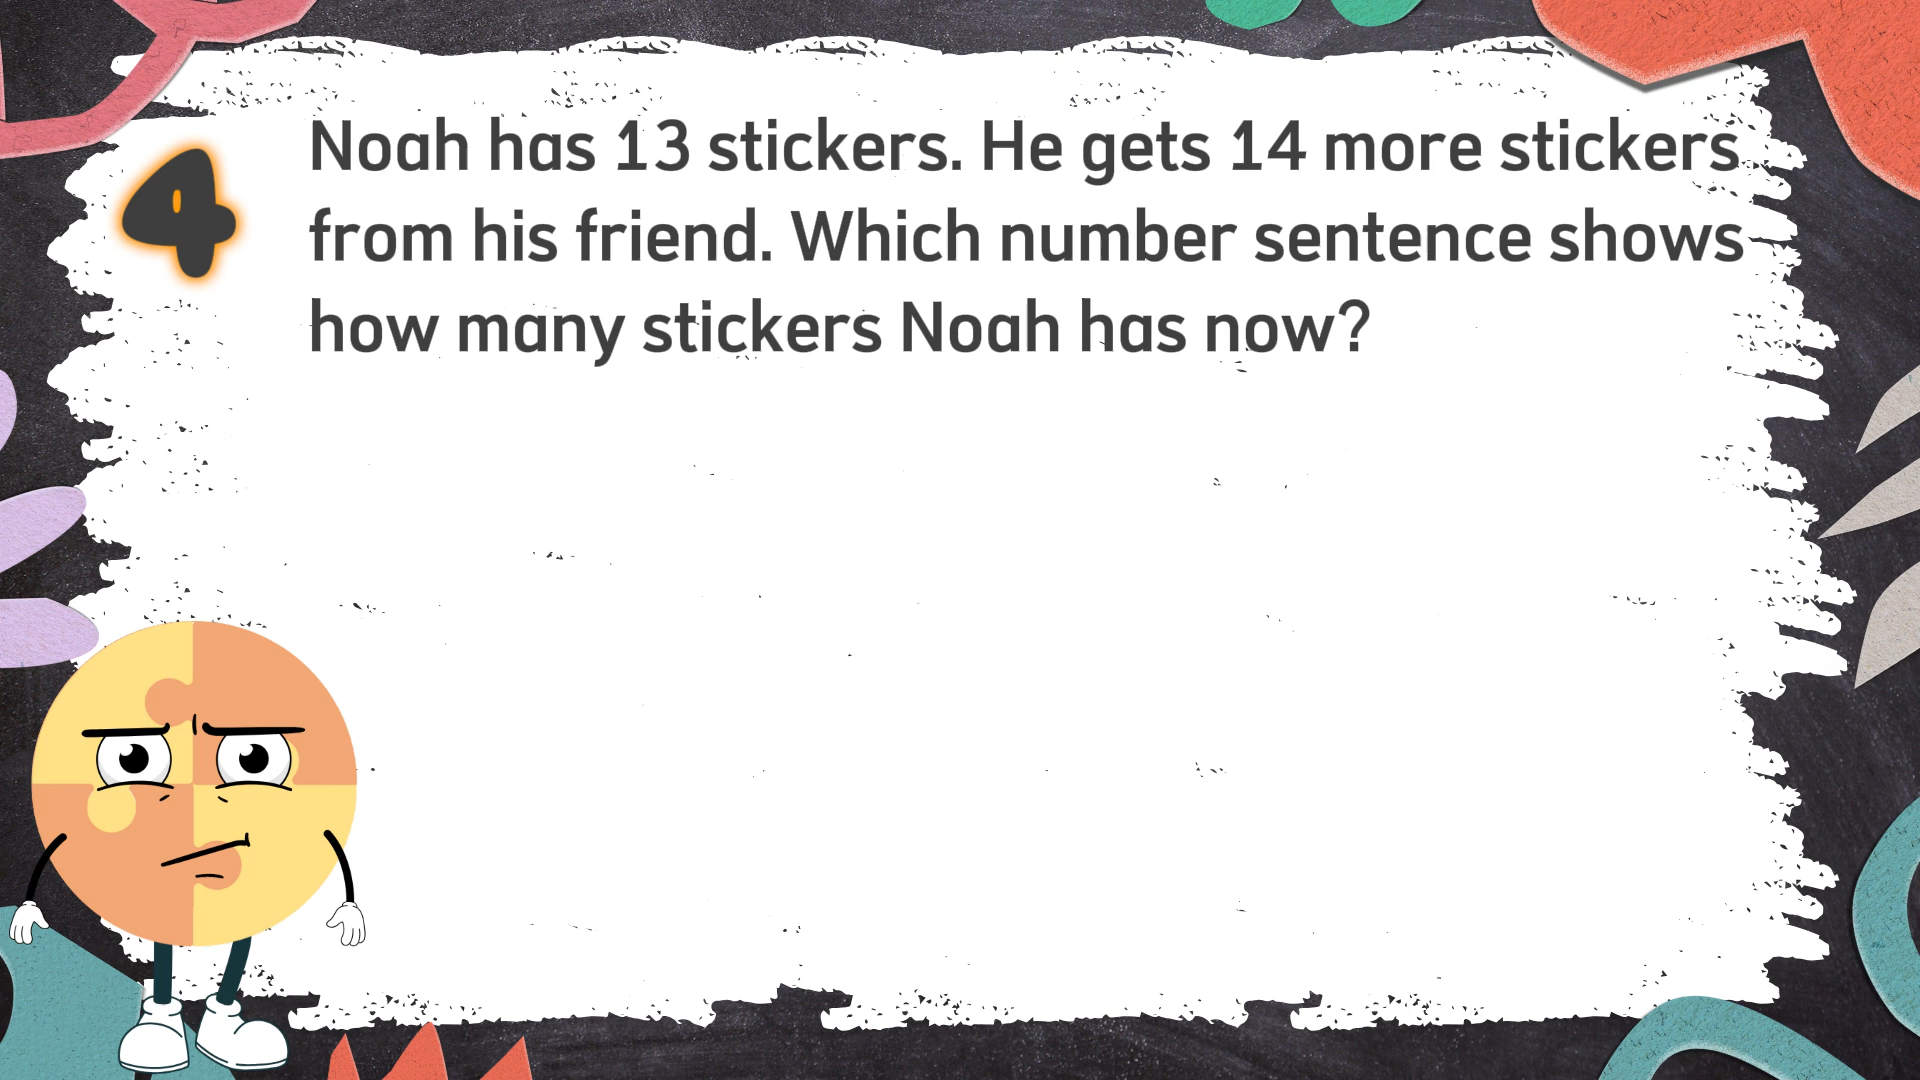 4
Noah has 13 stickers. He gets 14 more stickers
from his friend. Which number sentence shows
how many stickers Noah has now?